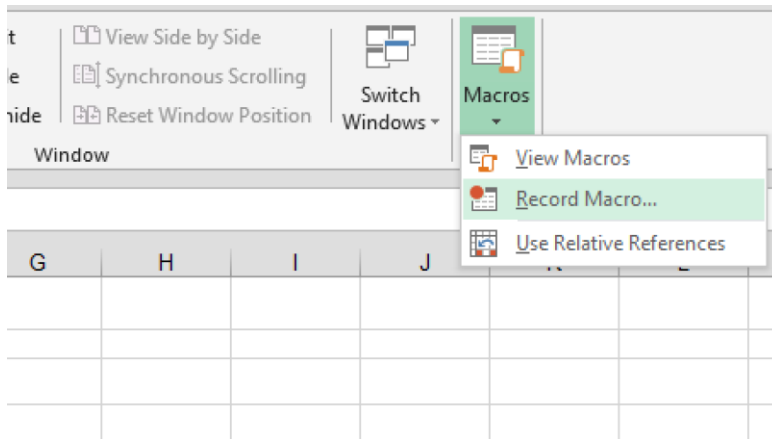 t
View Side by Side
e
Synchronous Scrolling
hide
Reset Window Position
Switch
Windows
Macros
Window
View Macros
Record Macro...
Use Relative References
G H I J